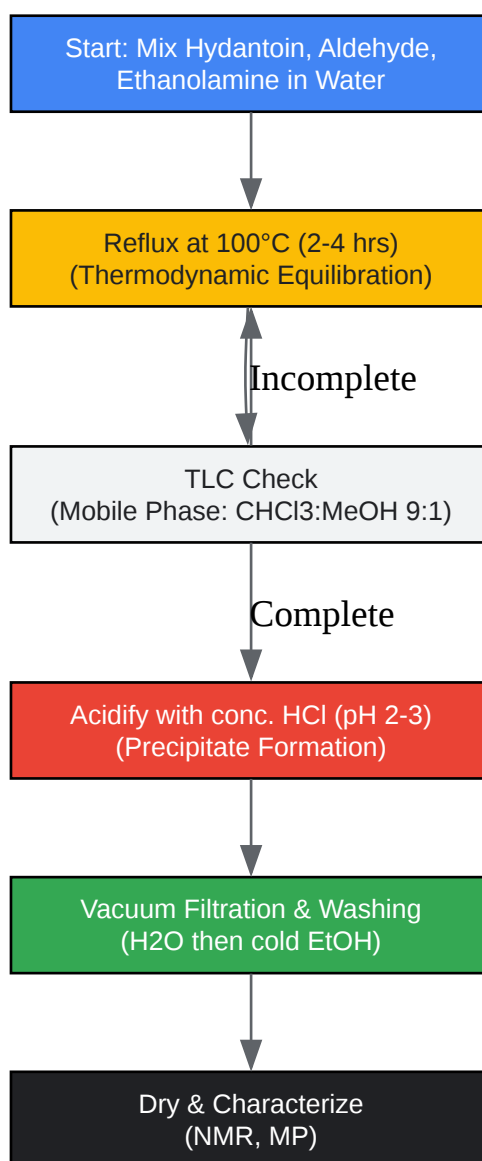 Start: Mix Hydantoin, Aldehyde,
Ethanolamine in Water
Reflux at 100°C (2-4 hrs)
(Thermodynamic Equilibration)
Incomplete
TLC Check
(Mobile Phase: CHCl3:MeOH 9:1)
Complete
Acidify with conc. HCl (pH 2-3)
(Precipitate Formation)
Vacuum Filtration & Washing
(H2O then cold EtOH)
Dry & Characterize
(NMR, MP)